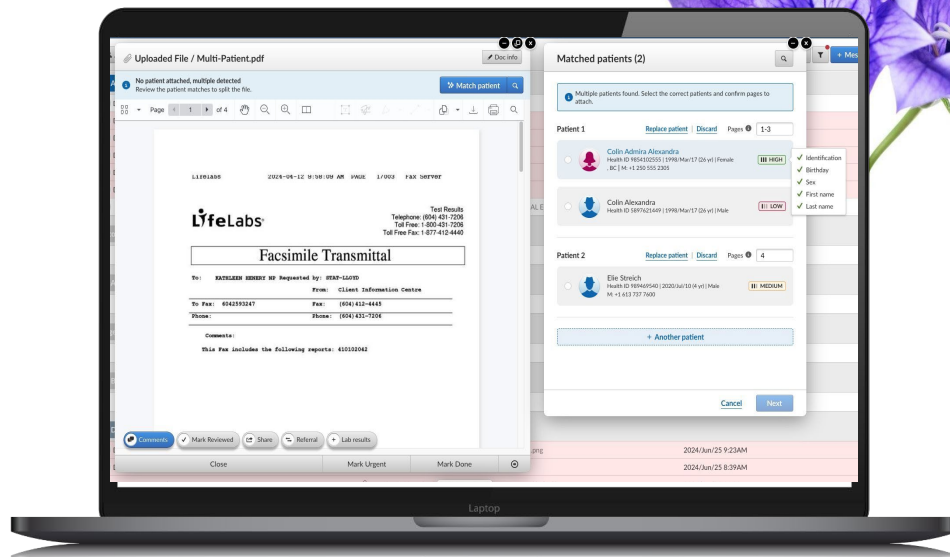 Uploaded File / Multi-Patient.pdf
Doc info
No patient attached, multiple detected
Review the patient matches to split the file.
Match patient
Page 1 of 4
Lifelabs 2024-04-12 9:58:09 AM PAGE 1/003 Fax Server
LifeLabs
Test Results
Telephone: (604) 431-7206
Toll Free: 1-800-431-7206
Toll Free Fax: 1-877-412-4440
Facsimile Transmittal
To: KATHLEEN HENERY NP Requested by: STAT-LLOYD
From: Client Information Centre
To Fax: 6042593247 Fax: (604)412-4445
Phone: Phone: (604)431-7206
Comments:
This Fax includes the following reports: 410102042
Comments
Mark Reviewed
Share
Referral
+ Lab results
Close
Mark Urgent
Mark Done
Matched patients (2)
+ Mes
Multiple patients found. Select the correct patients and confirm pages to
attach.
Patient 1 Replace patient | Discard Pages 1-3
Colin Admira Alexandra
Health ID 9854102555 | 1998/Mar/17 (26 yr) | Female
, BC | M: +1 250 555 2305
HIGH
✓ Identification
✓ Birthday
✓ Sex
✓ First name
✓ Last name
Colin Alexandra
Health ID 5897621449 | 1998/Mar/17 (26 yr) | Male
LOW
Patient 2 Replace patient | Discard Pages 4
Elie Streich
Health ID 989469540 | 2020/Jul/10 (4 yr) | Male
M: +1 613 737 7600
MEDIUM
+ Another patient
Cancel
Next
.png 2024/Jun/25 9:23AM
2024/Jun/25 8:39AM
Laptop